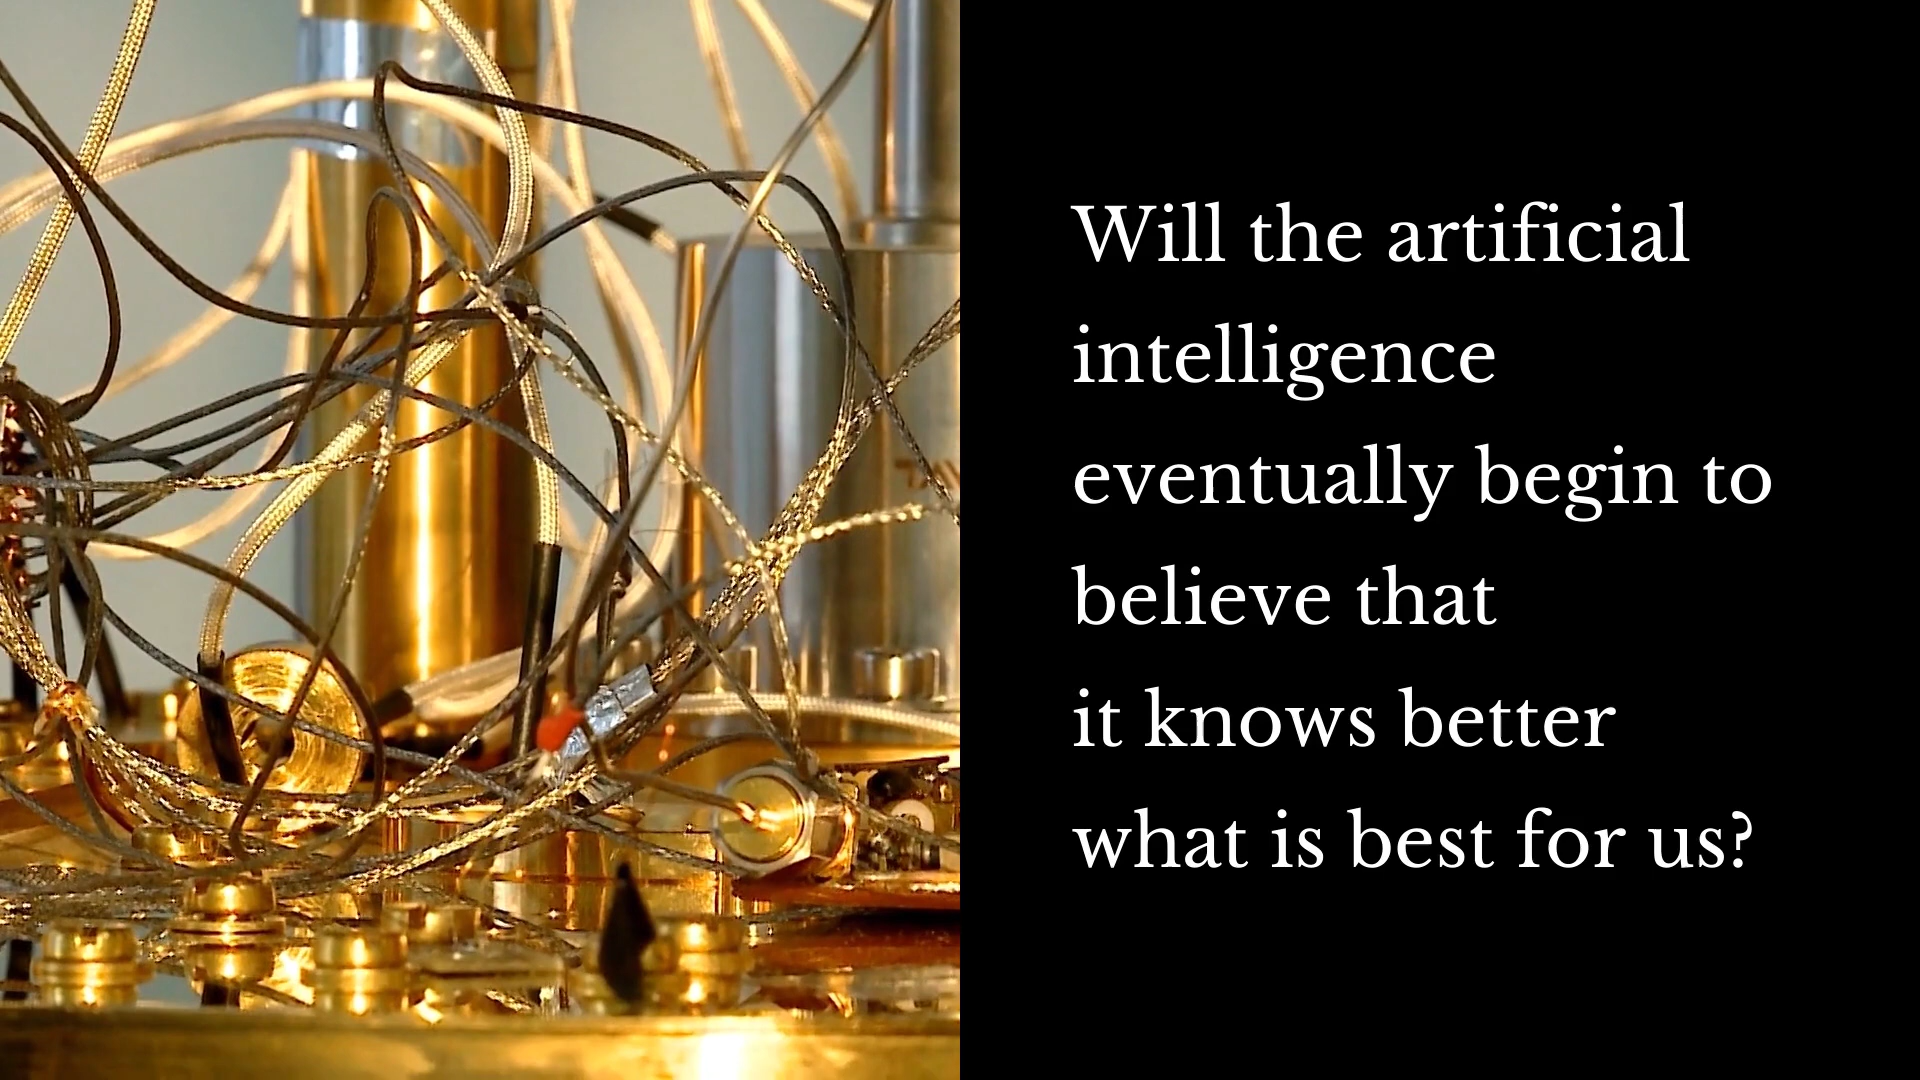 Will the artificial
intelligence
eventually begin to
believe that
it knows better
what is best for us?